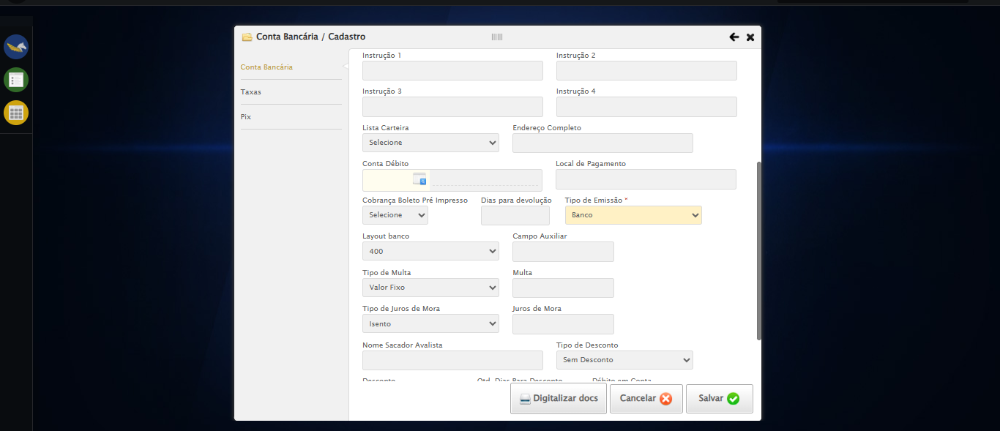 Conta Bancária / Cadastro
Conta Bancária
Taxas
Pix
Instrução 1 Instrução 2
Instrução 3 Instrução 4
Lista Carteira Endereço Completo
Selecione
Conta Débito Local de Pagamento
Cobrança Boleto Pré Impresso Dias para devolução Tipo de Emissão *
Selecione Banco
Layout banco Campo Auxiliar
400
Tipo de Multa Multa
Valor Fixo
Tipo de Juros de Mora Juros de Mora
Isento
Nome Sacador Avalista Tipo de Desconto
Sem Desconto
Desconto Qtd. Dias Para Desconto Débito em Conta
Digitalizar docs Cancelar Salvar